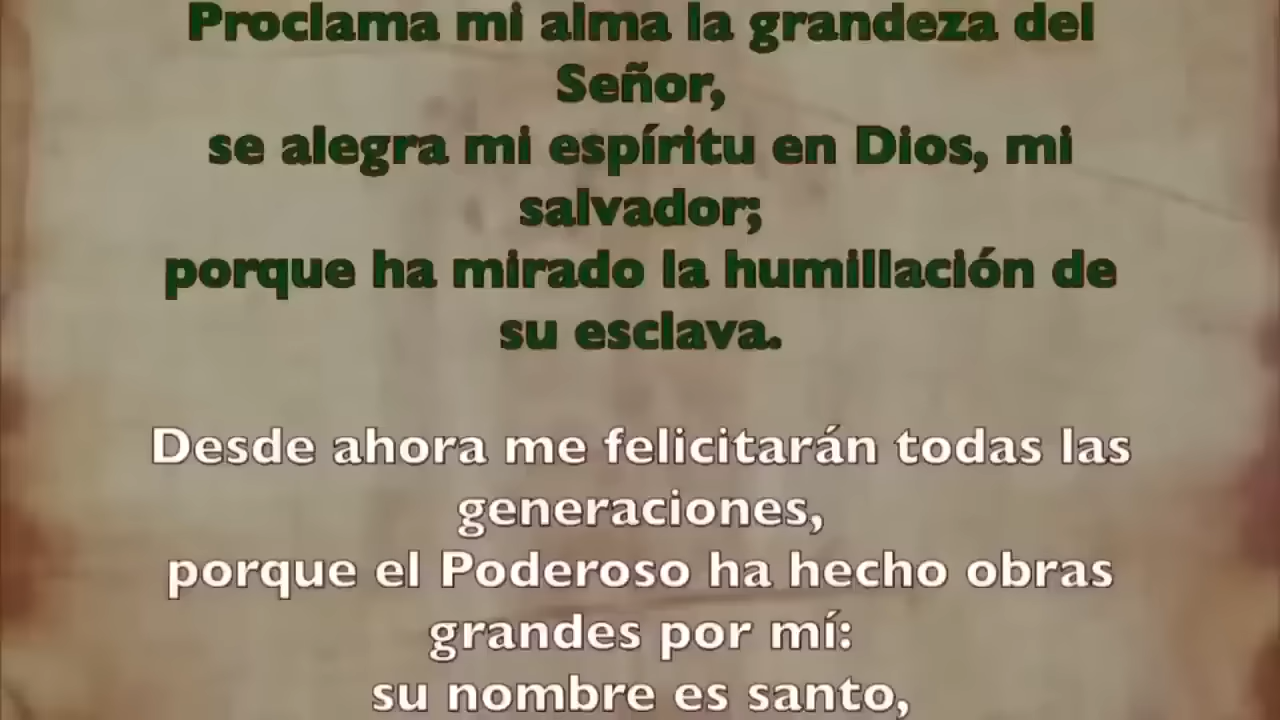 Proclama mi alma la grandeza del
Señor,
se alegra mi espíritu en Dios, mi
salvador;
porque ha mirado la humillación de
su esclava.
Desde ahora me felicitarán todas las
generaciones,
porque el Poderoso ha hecho obras
grandes por mí:
su nombre es santo,